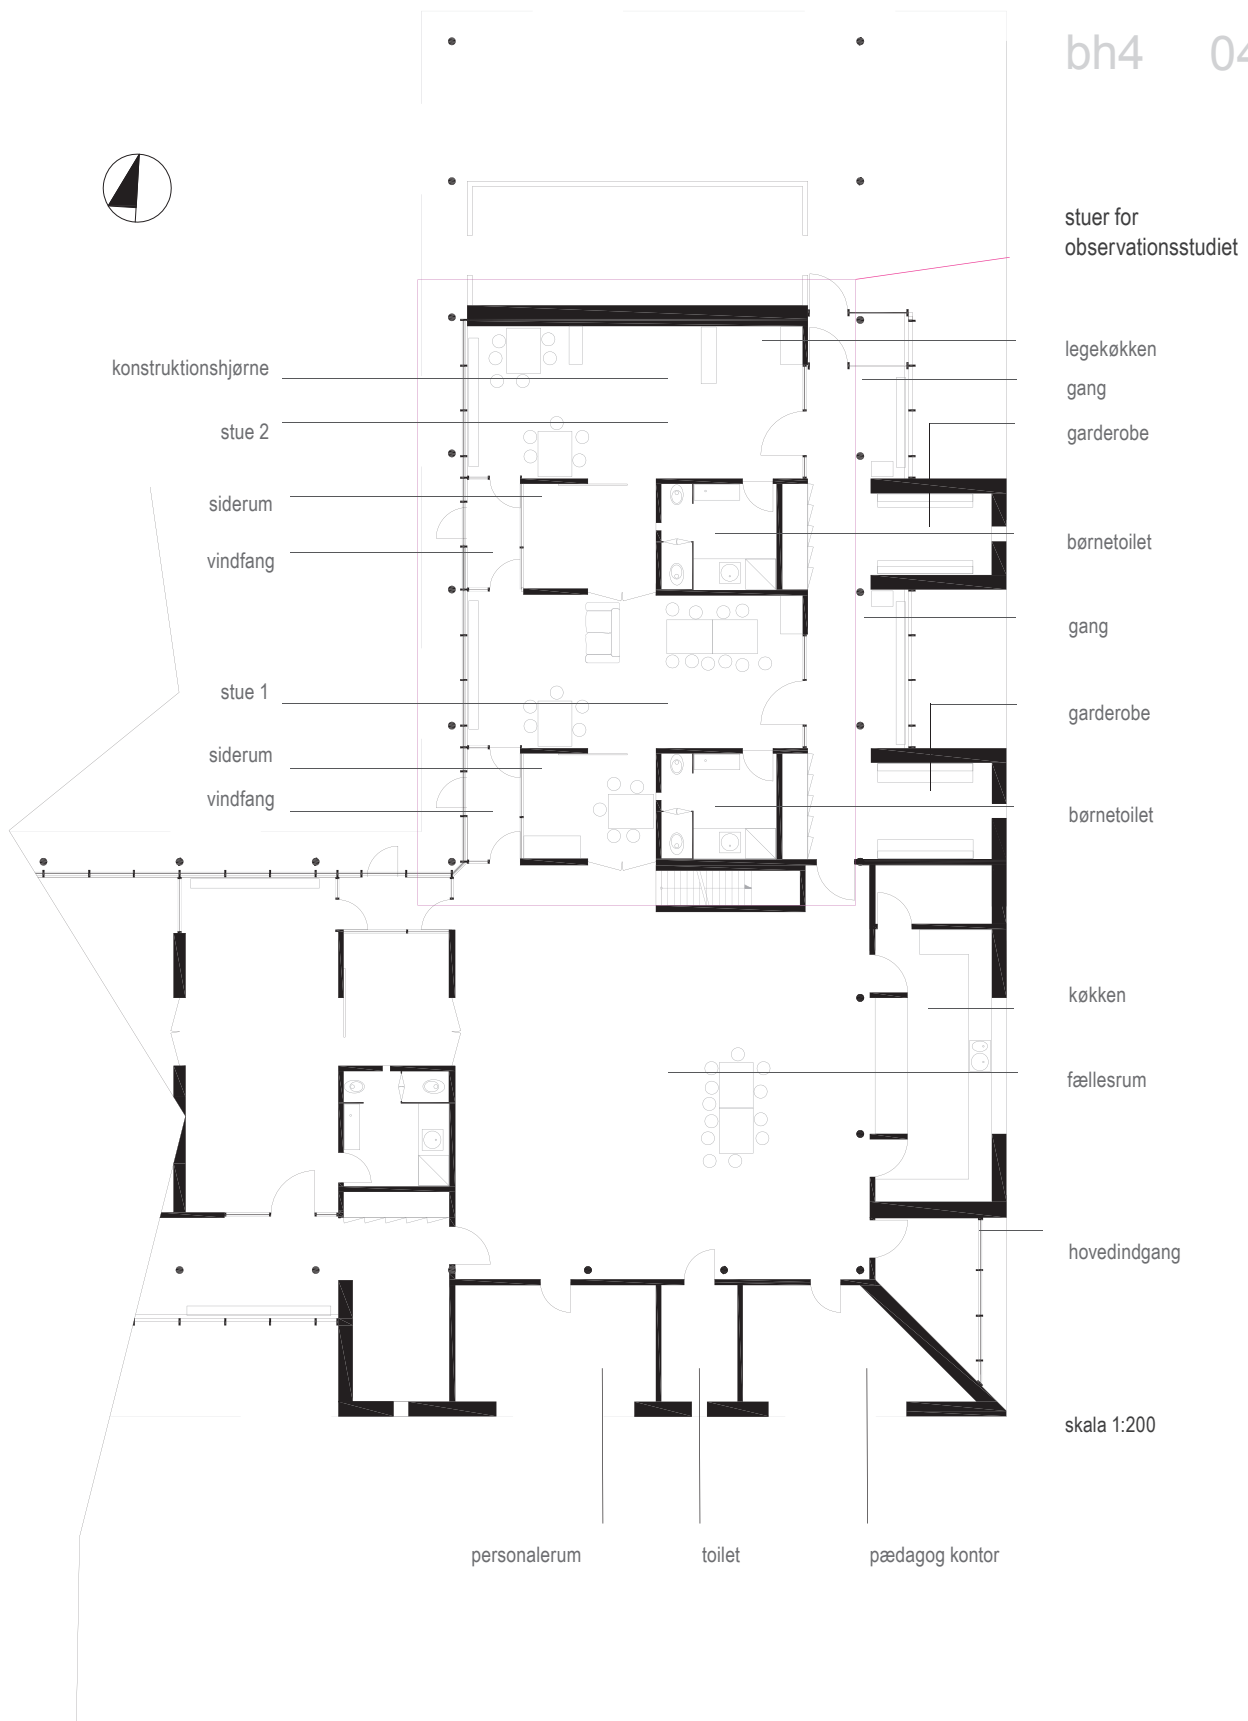 bh4 04
stuer for
observationsstudiet
legekøkken
konstruktionshjørne
gang
stue 2
garderobe
siderum
børnetoilet
vindfang
gang
stue 1
garderobe
siderum
vindfang
børnetoilet
køkken
fællesrum
hovedindgang
skala 1:200
personalerum
toilet
pædagog kontor